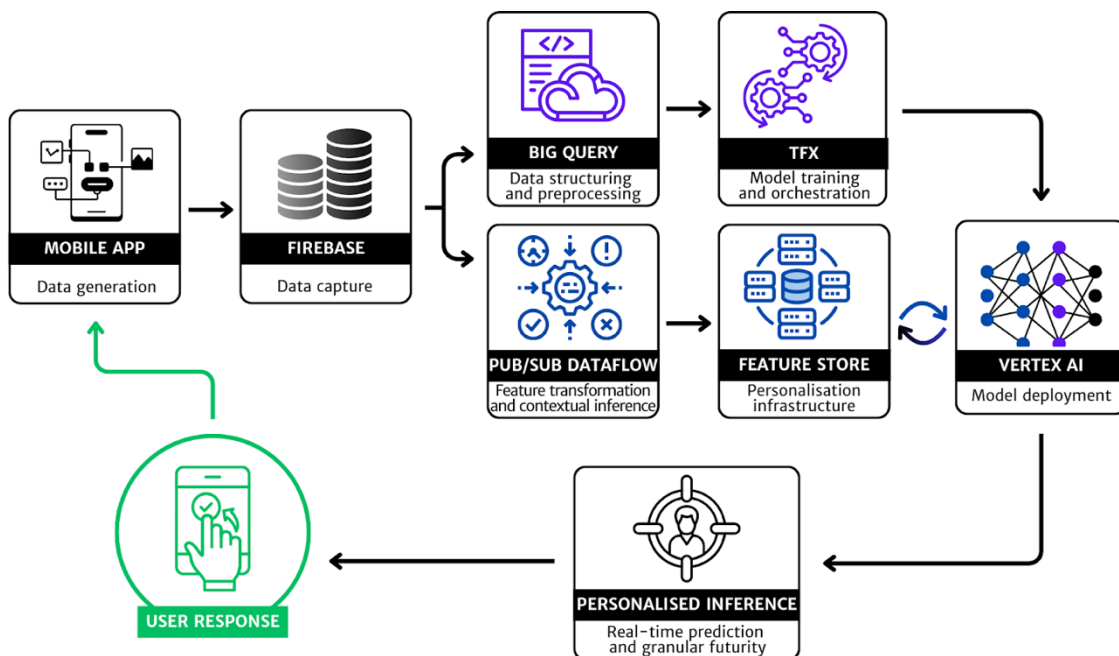 </>
BIG QUERY
Data structuring
and preprocessing
TFX
Model training
and orchestration
MOBILE APP
Data generation
FIREBASE
Data capture
PUB/SUB DATAFLOW
Feature transformation
and contextual inference
FEATURE STORE
Personalisation
infrastructure
VERTEX AI
Model deployment
PERSONALISED INFERENCE
Real-time prediction
and granular futurity
USER RESPONSE